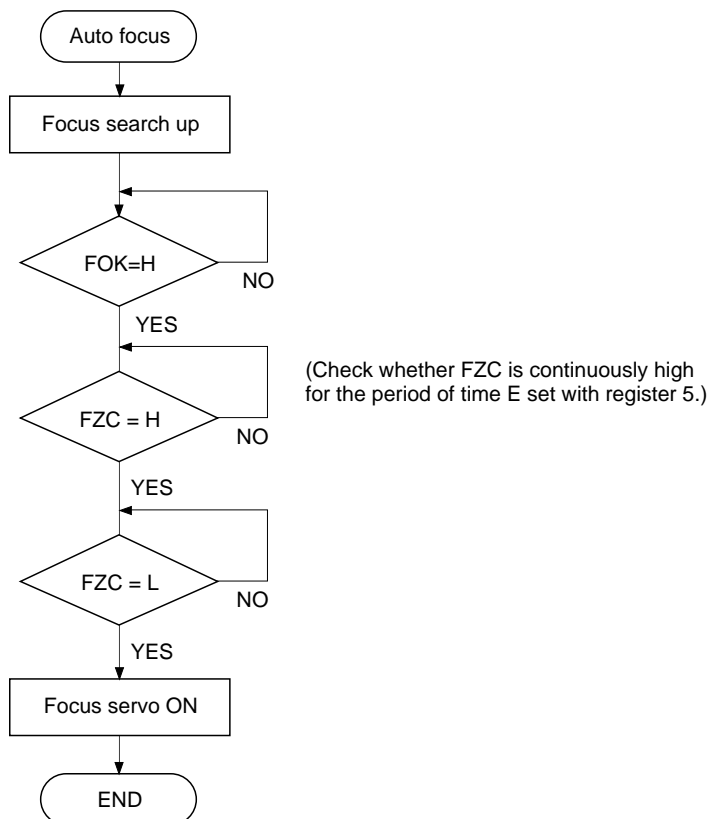 Auto focus
Focus search up
FOK=H
NO
YES
(Check whether FZC is continuously high
for the period of time E set with register 5.)
FZC = H
NO
YES
FZC = L
NO
YES
Focus servo ON
END